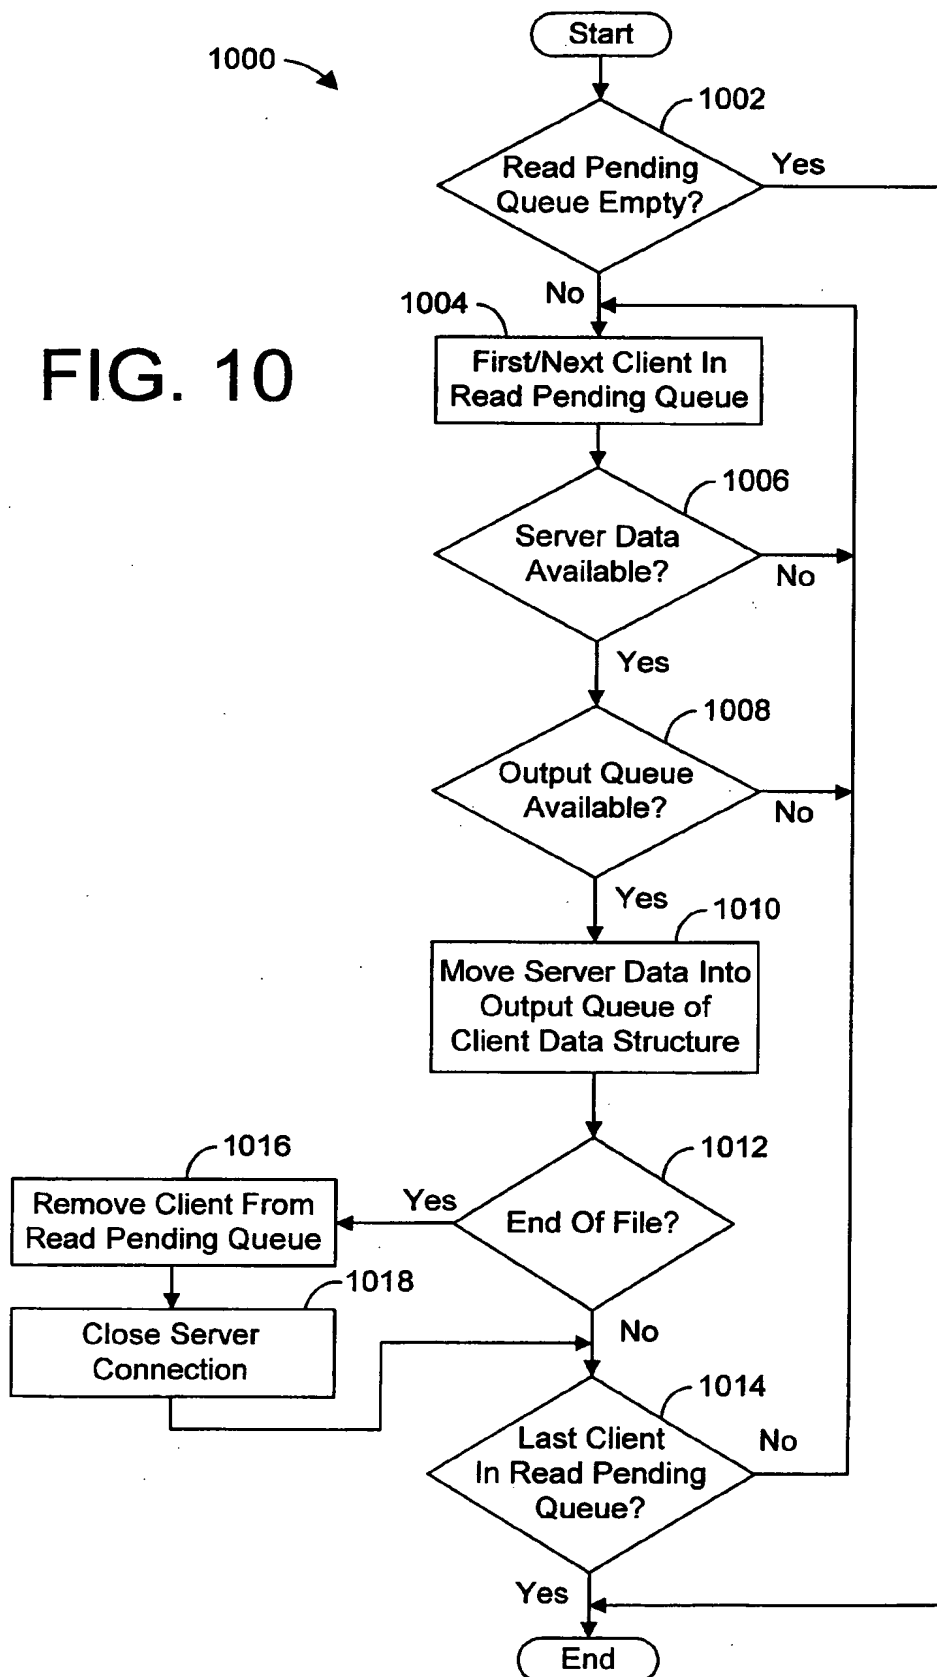 Start
1000
1002
Read Pending
Queue Empty?
Yes
No
1004
First/Next Client In
Read Pending Queue
FIG. 10
1006
Server Data
Available?
No
Yes
1008
Output Queue
Available?
No
Yes
1010
Move Server Data Into
Output Queue of
Client Data Structure
1012
End Of File?
Yes
1016
Remove Client From
Read Pending Queue
1018
Close Server
Connection
No
1014
Last Client
In Read Pending
Queue?
No
Yes
End